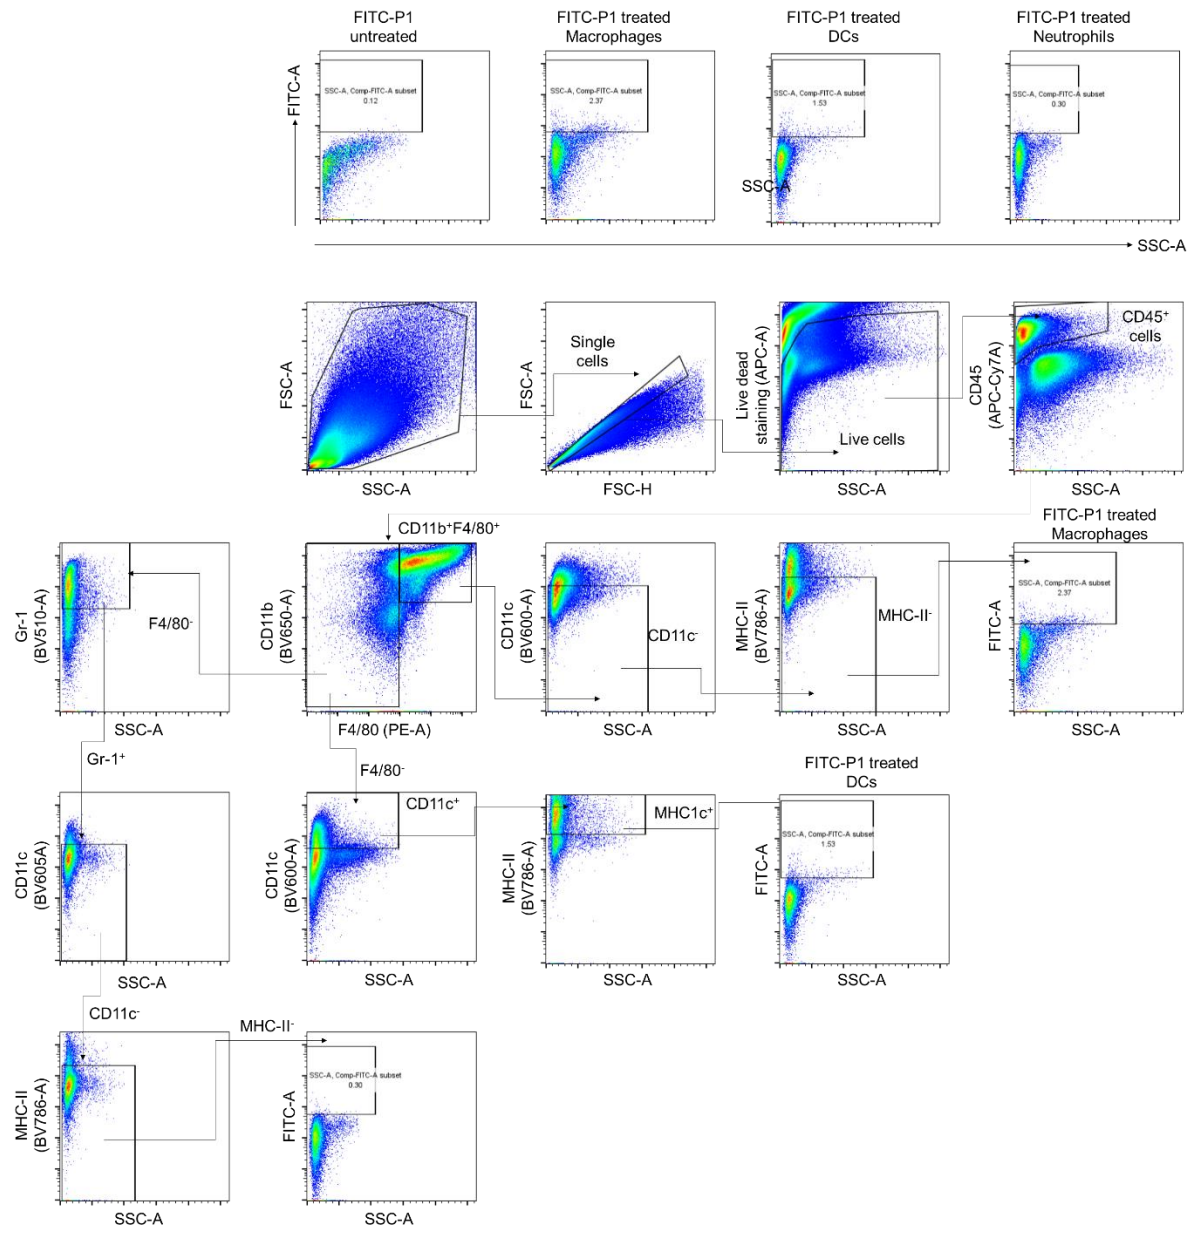 FITC-P1
untreated
FITC-P1 treated
Macrophages
FITC-P1 treated
DCs
FITC-P1 treated
Neutrophils
FITC-A
SSC-A, Comp-FITC-A subset
0.12
SSC-A, Comp-FITC-A subset
2.37
SSC-A, Comp-FITC-A subset
1.53
SSC-A, Comp-FITC-A subset
0.30
SSC-A
SSC-A
FSC-A
SSC-A
Single
cells
FSC-A
FSC-H
Live dead
staining (APC-A)
Live cells
SSC-A
CD45
(APC-Cy7A)
CD45⁺
cells
SSC-A
CD11b⁺F4/80⁺
FITC-P1 treated
Macrophages
Gr-1
(BV510-A)
F4/80⁻
SSC-A
CD11b
(BV650-A)
F4/80 (PE-A)
CD11c
(BV600-A)
CD11c⁻
SSC-A
MHC-II
(BV786-A)
MHC-II⁻
SSC-A
FITC-A
SSC-A, Comp-FITC-A subset
2.37
SSC-A
Gr-1⁺
F4/80⁻
FITC-P1 treated
DCs
CD11c
(BV605A)
SSC-A
CD11c
(BV600-A)
CD11c⁺
SSC-A
MHC-II
(BV786-A)
MHC1c⁺
SSC-A
FITC-A
SSC-A, Comp-FITC-A subset
1.53
SSC-A
CD11c⁻
MHC-II⁻
MHC-II
(BV786-A)
SSC-A
FITC-A
SSC-A, Comp-FITC-A subset
0.30
SSC-A